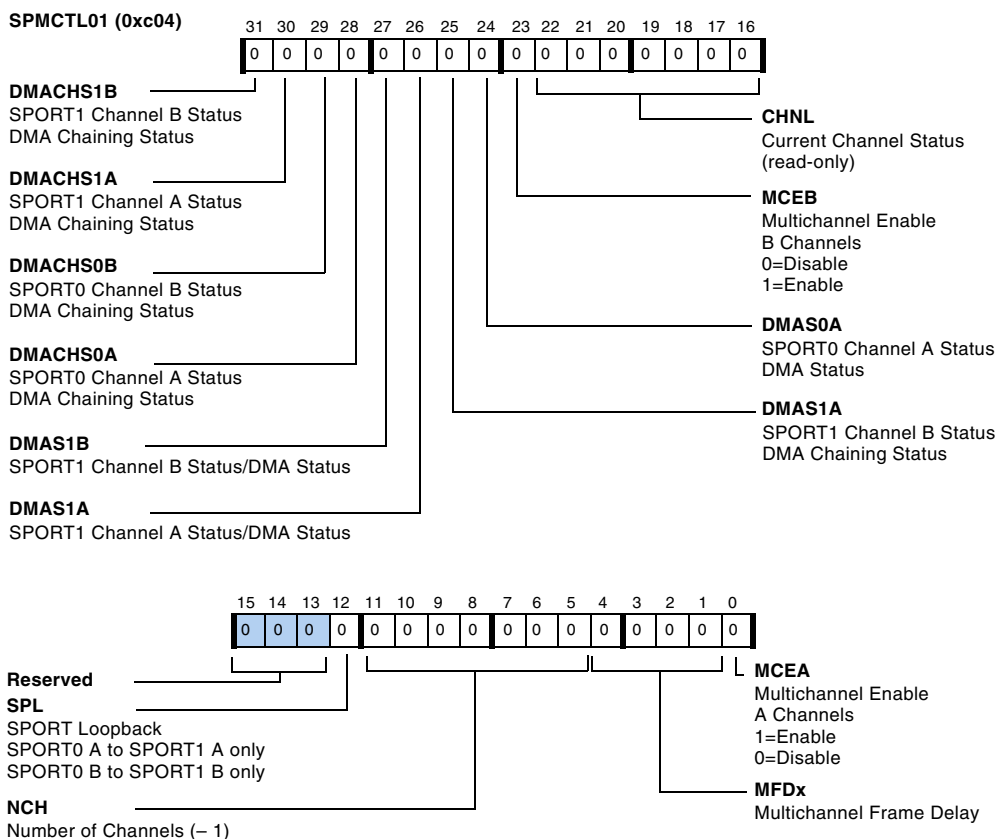 SPMCTL01 (0xc04)
31 30 29 28 27 26 25 24 23 22 21 20 19 18 17 16
0 0 0 0 0 0 0 0 0 0 0 0 0 0 0 0
DMACHS1B
SPORT1 Channel B Status
DMA Chaining Status
DMACHS1A
SPORT1 Channel A Status
DMA Chaining Status
DMACHS0B
SPORT0 Channel B Status
DMA Chaining Status
DMACHS0A
SPORT0 Channel A Status
DMA Chaining Status
DMAS1B
SPORT1 Channel B Status/DMA Status
DMAS1A
SPORT1 Channel A Status/DMA Status
CHNL
Current Channel Status
(read-only)
MCEB
Multichannel Enable
B Channels
0=Disable
1=Enable
DMAS0A
SPORT0 Channel A Status
DMA Status
DMAS1A
SPORT1 Channel B Status
DMA Chaining Status
15 14 13 12 11 10 9 8 7 6 5 4 3 2 1 0
0 0 0 0 0 0 0 0 0 0 0 0 0 0 0 0
Reserved
SPL
SPORT Loopback
SPORT0 A to SPORT1 A only
SPORT0 B to SPORT1 B only
NCH
Number of Channels (– 1)
MCEA
Multichannel Enable
A Channels
1=Enable
0=Disable
MFDx
Multichannel Frame Delay